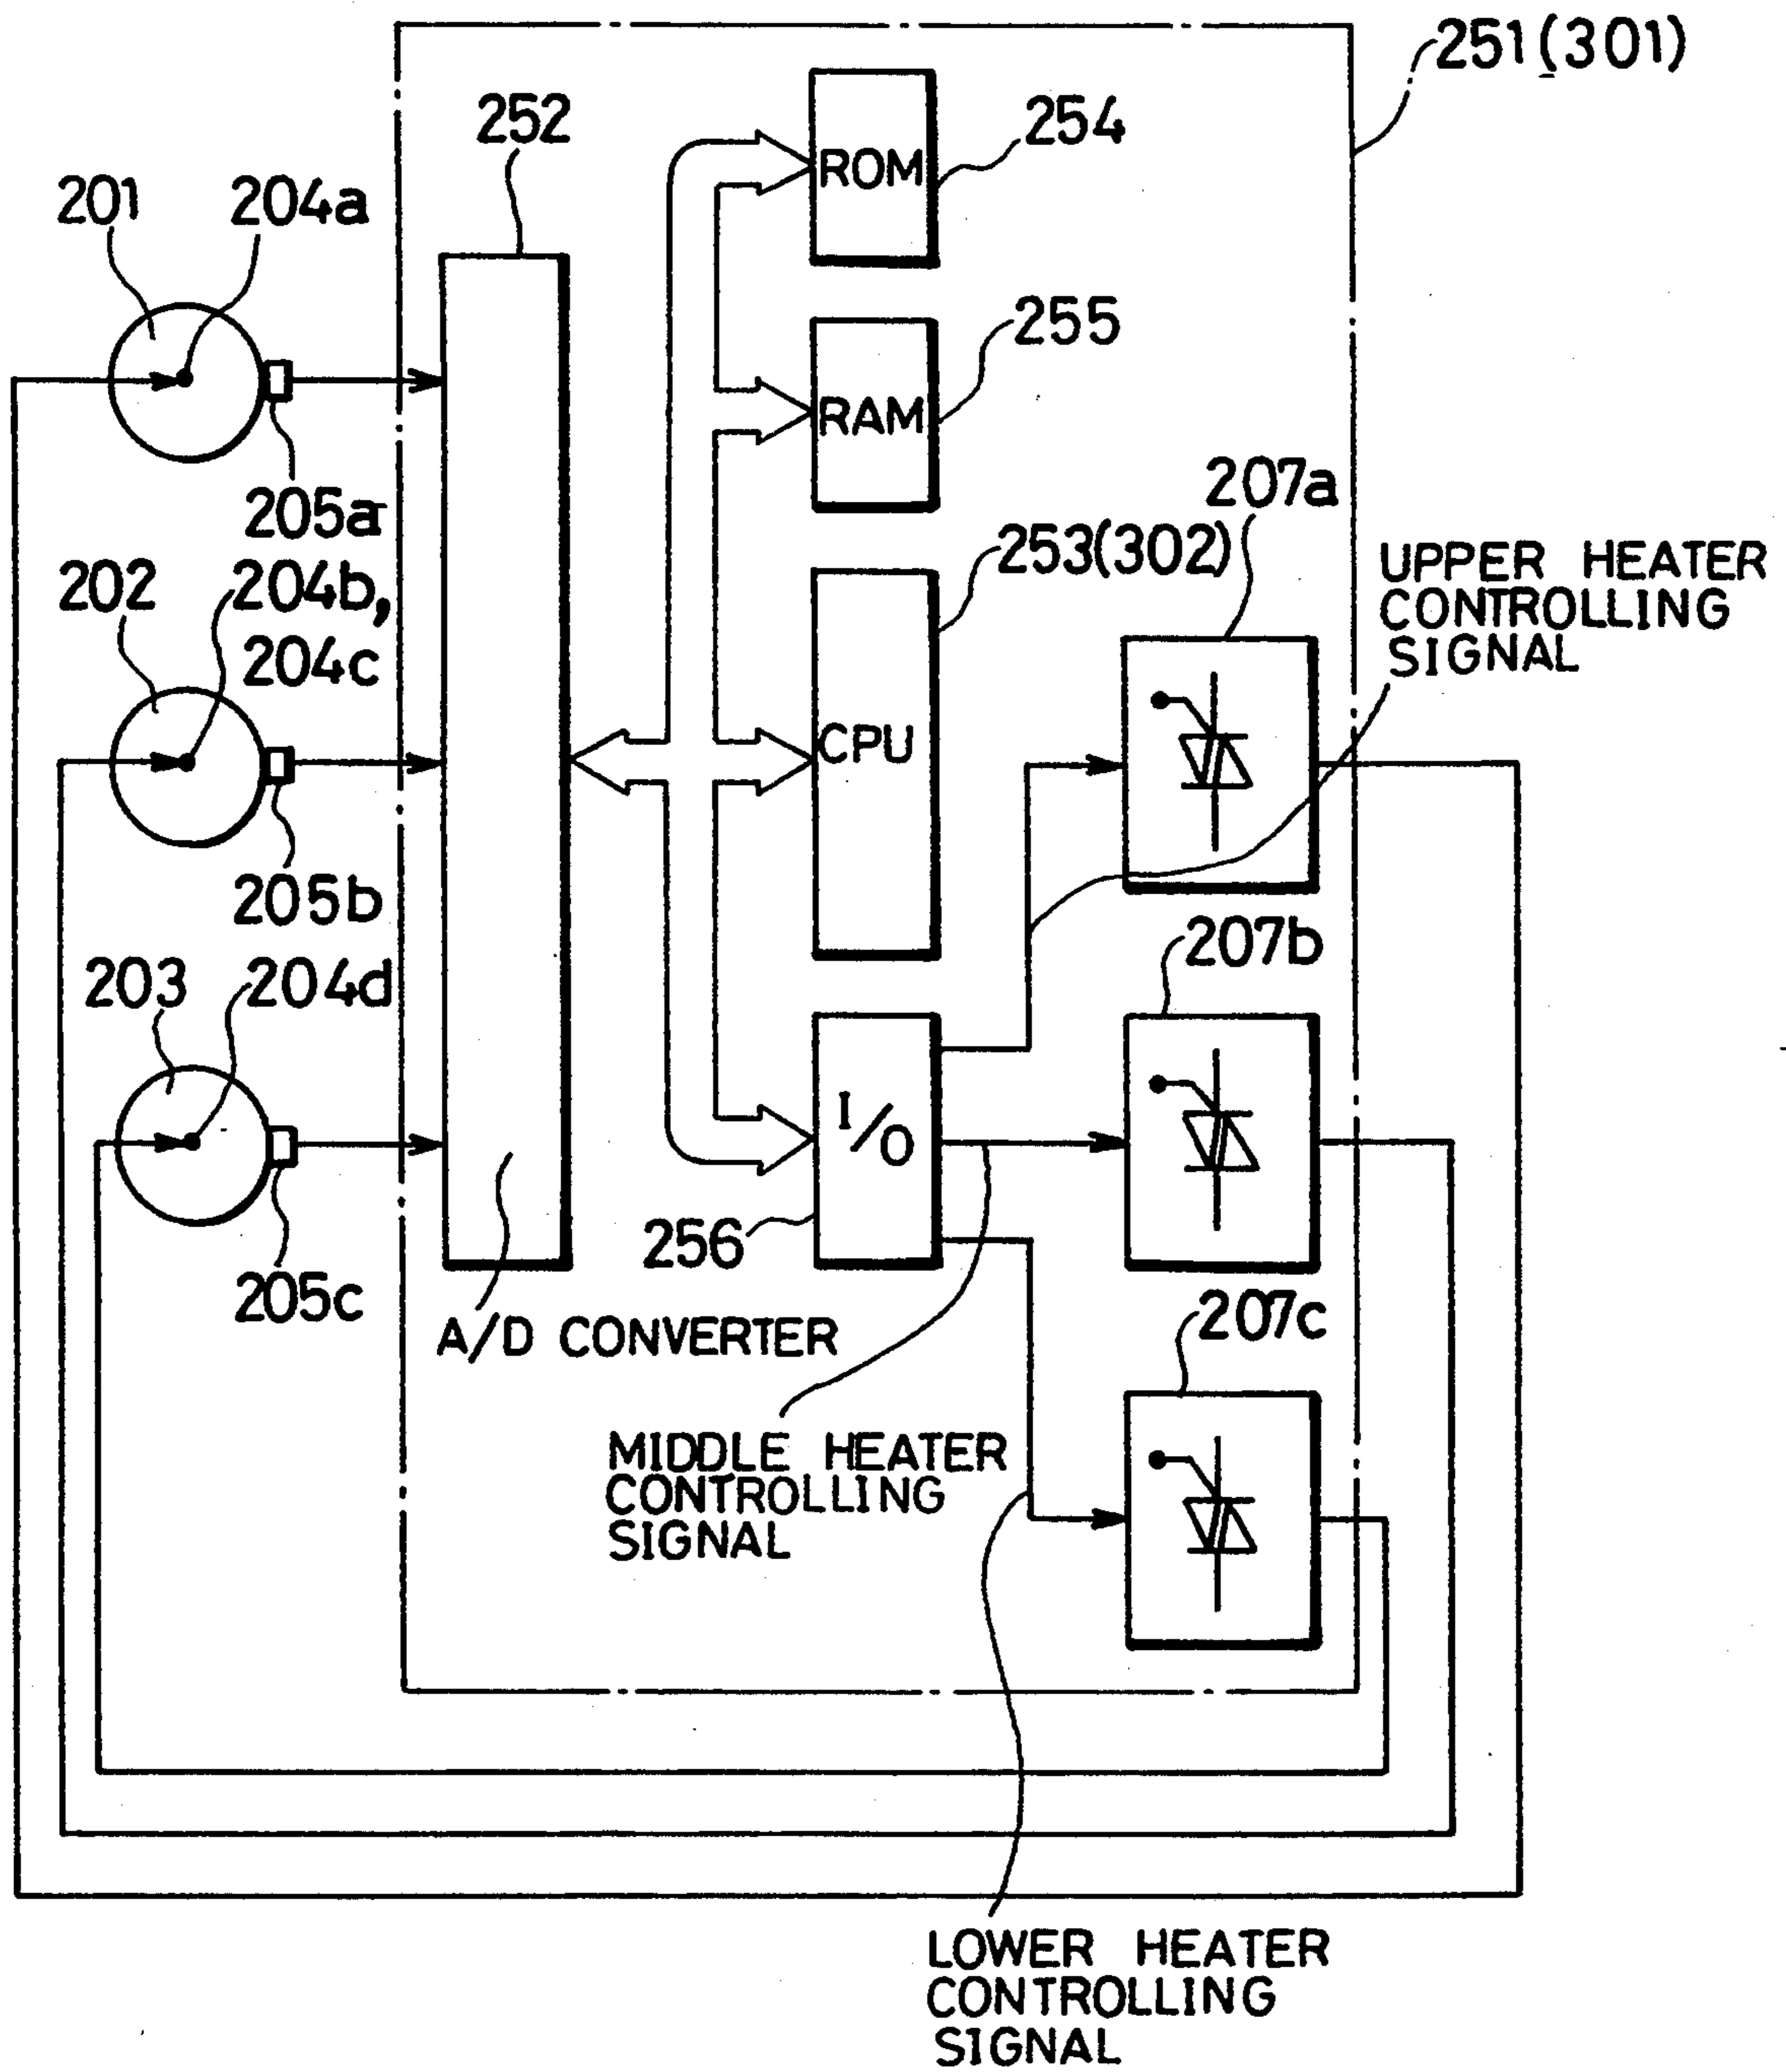 251(301)
252
254
ROM
201
204a
255
RAM
205a
207a
253(302)
UPPER HEATER
CONTROLLING
SIGNAL
202
204b,
204c
CPU
205b
207b
203
204d
I/O
256
205c
207c
A/D CONVERTER
MIDDLE HEATER
CONTROLLING
SIGNAL
LOWER HEATER
CONTROLLING
SIGNAL